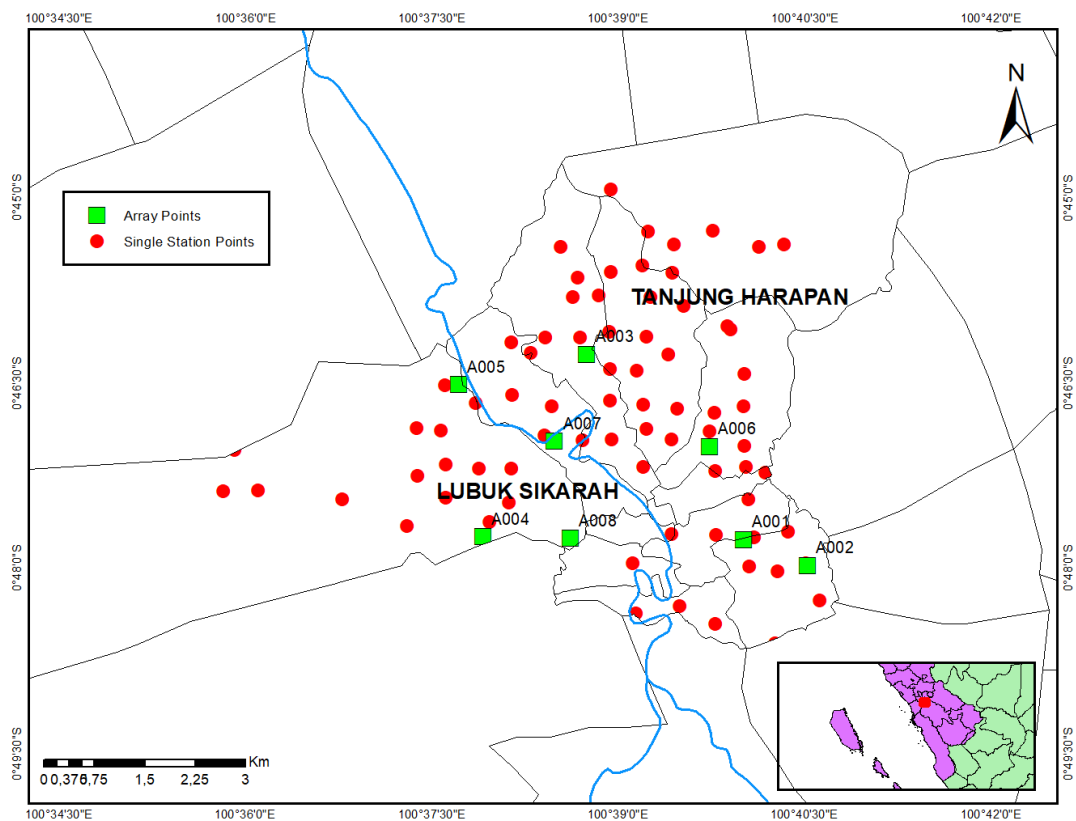 100°34'30"E 100°36'0"E 100°37'30"E 100°39'0"E 100°40'30"E 100°42'0"E
N
0°45'0"S 0°45'0"S
Array Points
Single Station Points
TANJUNG HARAPAN
A003
A005
0°46'30"S 0°46'30"S
A007
A006
LUBUK SIKARAH
A004
A008
A001
A002
0°48'0"S 0°48'0"S
0°49'30"S 0°49'30"S
Km
0 0,375 0,75 1,5 2,25 3
100°34'30"E 100°36'0"E 100°37'30"E 100°39'0"E 100°40'30"E 100°42'0"E